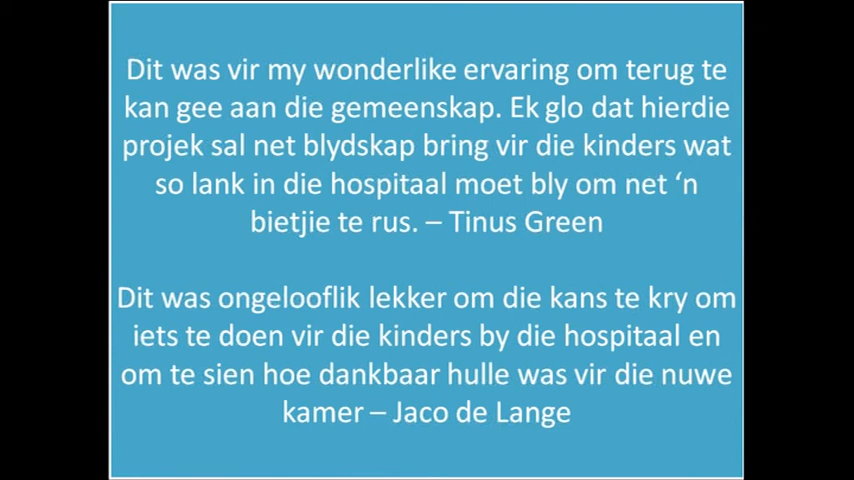 Dit was vir my wonderlike ervaring om terug te
kan gee aan die gemeenskap. Ek glo dat hierdie
projek sal net blydskap bring vir die kinders wat
so lank in die hospitaal moet bly om net ‘n
bietjie te rus. – Tinus Green
Dit was ongelooflik lekker om die kans te kry om
iets te doen vir die kinders by die hospitaal en
om te sien hoe dankbaar hulle was vir die nuwe
kamer – Jaco de Lange